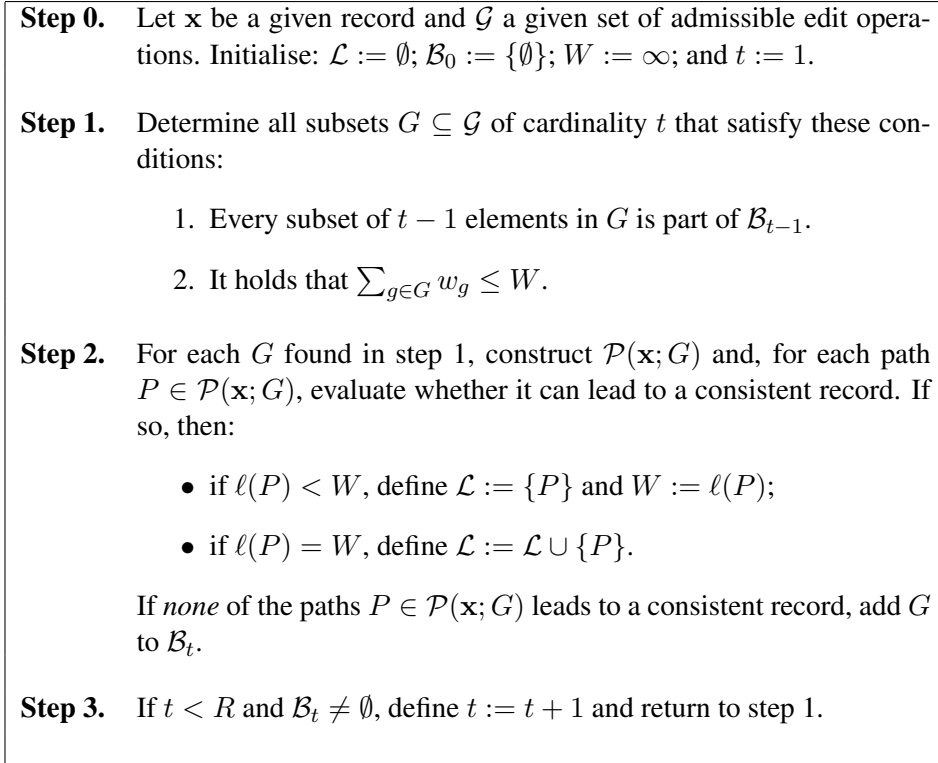 Step 0. Let x be a given record and 𝒢 a given set of admissible edit opera-
tions. Initialise: ℒ := ∅; ℬ₀ := {∅}; W := ∞; and t := 1.
Step 1. Determine all subsets G ⊆ 𝒢 of cardinality t that satisfy these con-
ditions:
1. Every subset of t − 1 elements in G is part of ℬₜ₋₁.
2. It holds that ∑_{g∈G} w_g ≤ W.
Step 2. For each G found in step 1, construct 𝒫(x; G) and, for each path
P ∈ 𝒫(x; G), evaluate whether it can lead to a consistent record. If
so, then:
• if ℓ(P) < W, define ℒ := {P} and W := ℓ(P);
• if ℓ(P) = W, define ℒ := ℒ ∪ {P}.
If none of the paths P ∈ 𝒫(x; G) leads to a consistent record, add G
to ℬₜ.
Step 3. If t < R and ℬₜ ≠ ∅, define t := t + 1 and return to step 1.